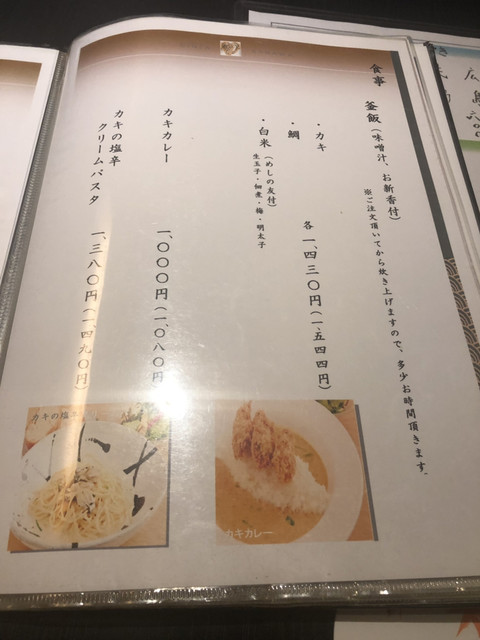 食事　釜飯（味噌汁、お新香付）
※ご注文頂いてから炊き上げますので、多少お時間頂きます。
・カキ
・鯛
各一、四三〇円（一、五四四円）
・白米（めしの友付）
生玉子・佃煮・梅・明太子
カキカレー　一、〇〇〇円（一、〇八〇円）
カキの塩辛
クリームパスタ　一、三八〇円（一、四九〇円）
カキの塩辛
カキカレー
広島